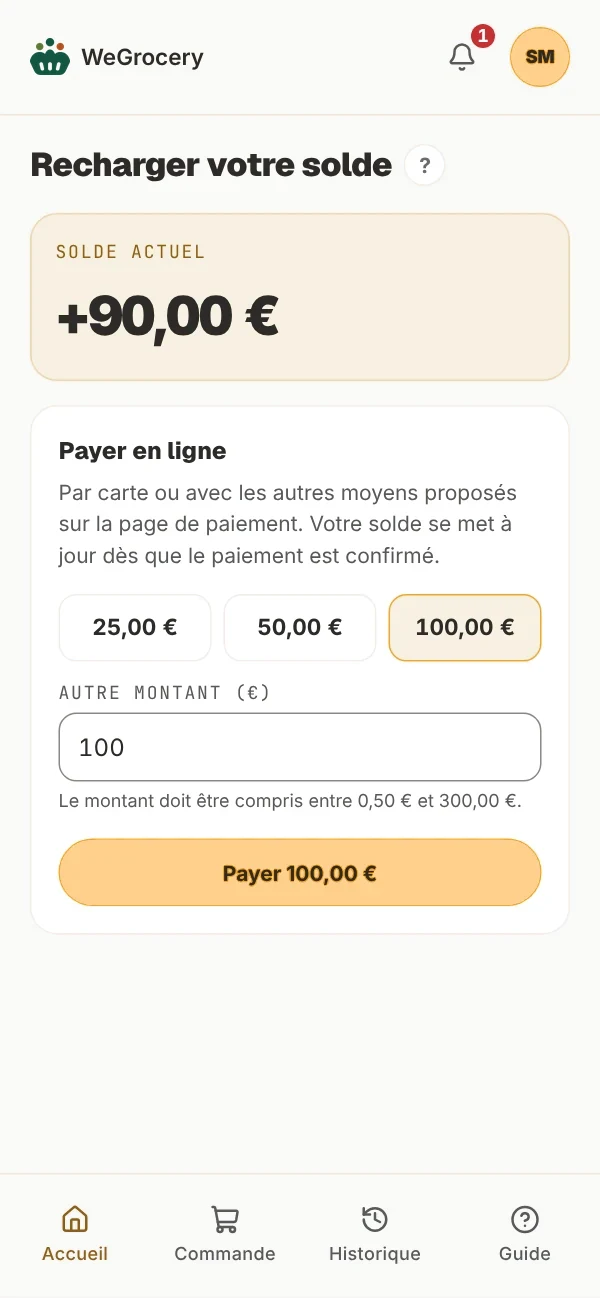 WeGrocery
1
SM
Recharger votre solde
?
SOLDE ACTUEL
+90,00 €
Payer en ligne
Par carte ou avec les autres moyens proposés
sur la page de paiement. Votre solde se met à
jour dès que le paiement est confirmé.
25,00 €
50,00 €
100,00 €
AUTRE MONTANT (€)
100
Le montant doit être compris entre 0,50 € et 300,00 €.
Payer 100,00 €
Accueil
Commande
Historique
Guide